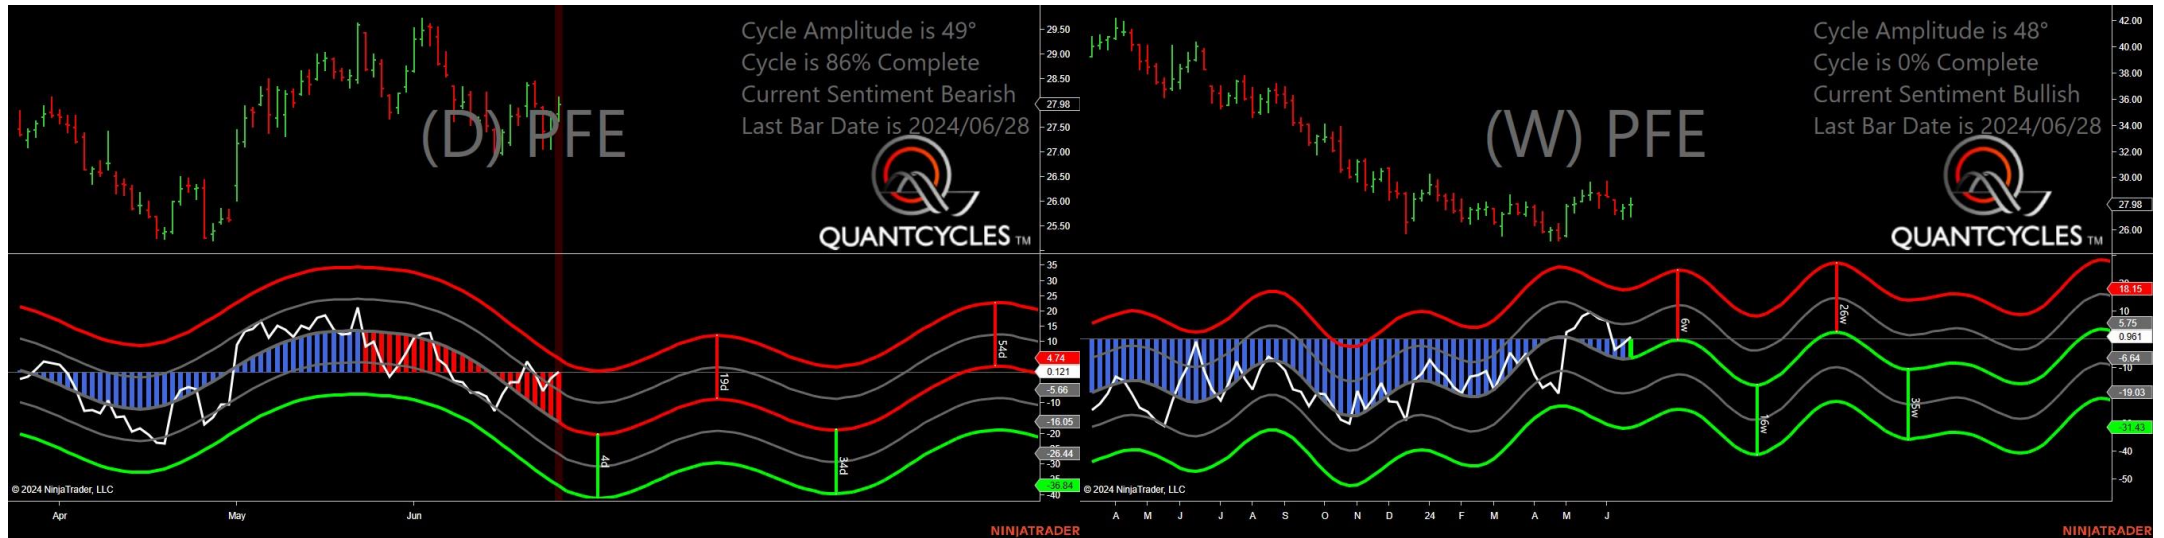 Cycle Amplitude is 49°
Cycle is 86% Complete
Current Sentiment Bearish
Last Bar Date is 2024/06/28
(D) PFE
QUANTCYCLES TM
29.50
29.00
28.50
27.98
27.50
27.00
26.50
26.00
25.50
35
30
25
20
15
10
4.74
0.121
-5.66
-10
-16.05
-20
-26.44
-30
-36.84
-40
4d
19d
34d
54d
© 2024 NinjaTrader, LLC
Apr
May
Jun
NINJATRADER
Cycle Amplitude is 48°
Cycle is 0% Complete
Current Sentiment Bullish
Last Bar Date is 2024/06/28
(W) PFE
QUANTCYCLES TM
42.00
40.00
38.00
36.00
34.00
32.00
30.00
27.98
26.00
18.15
10
5.75
0.961
-6.64
-10
-19.03
-31.43
-40
-50
6w
16w
26w
35w
© 2024 NinjaTrader, LLC
A
M
J
J
A
S
O
N
D
24
F
M
A
M
J
NINJATRADER